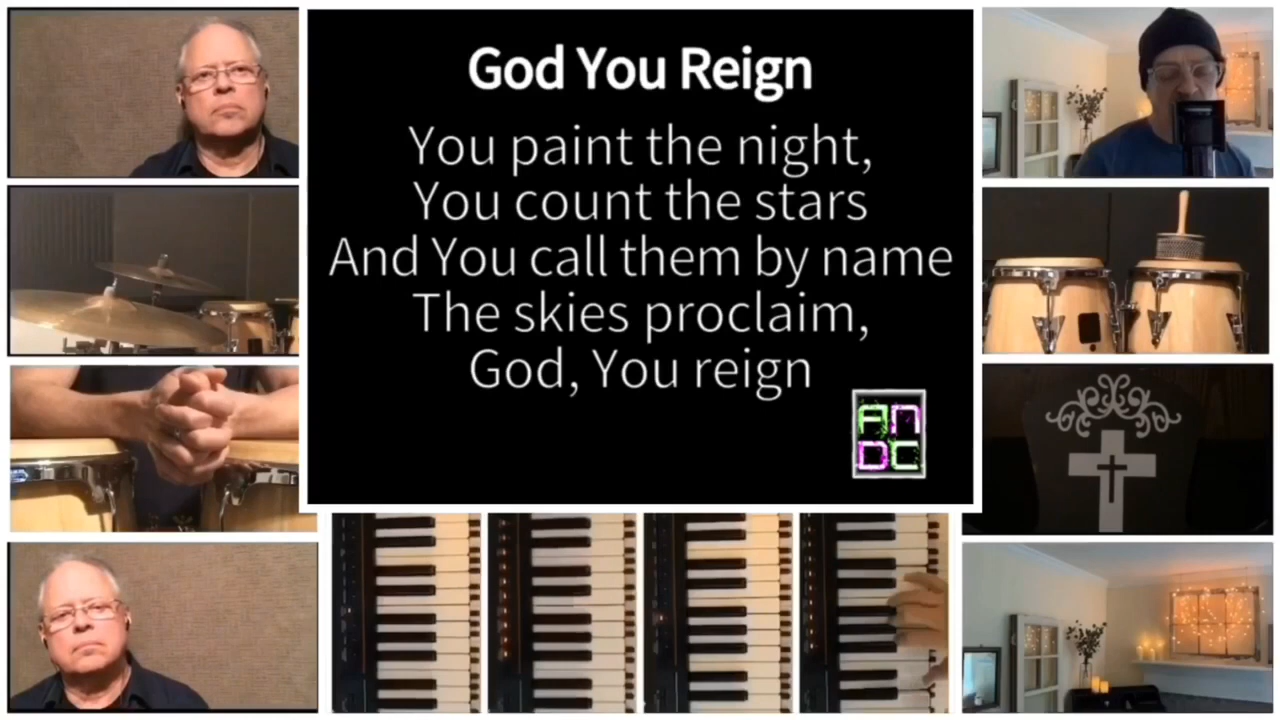 God You Reign
You paint the night,
You count the stars
And You call them by name
The skies proclaim,
God, You reign
AN
DC